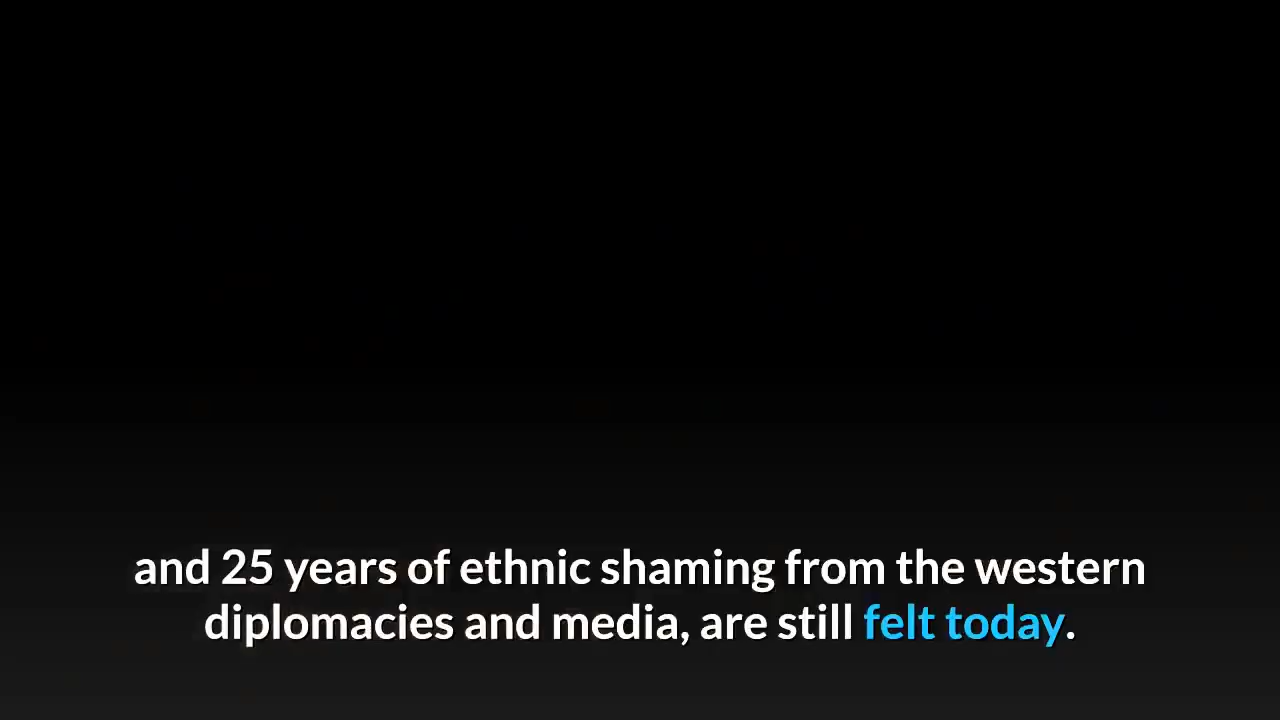 and 25 years of ethnic shaming from the western
diplomacies and media, are still felt today.